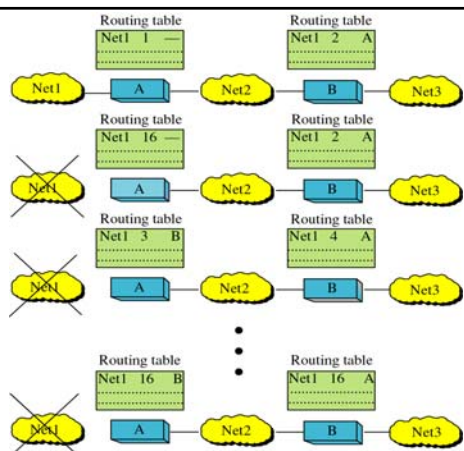 Routing table Routing table
Net1 1 — Net1 2 A
Net1 A Net2 B Net3
Routing table Routing table
Net1 16 — Net1 2 A
Net1 A Net2 B Net3
Routing table Routing table
Net1 3 B Net1 4 A
Net1 A Net2 B Net3
Routing table Routing table
Net1 16 B Net1 16 A
Net1 A Net2 B Net3